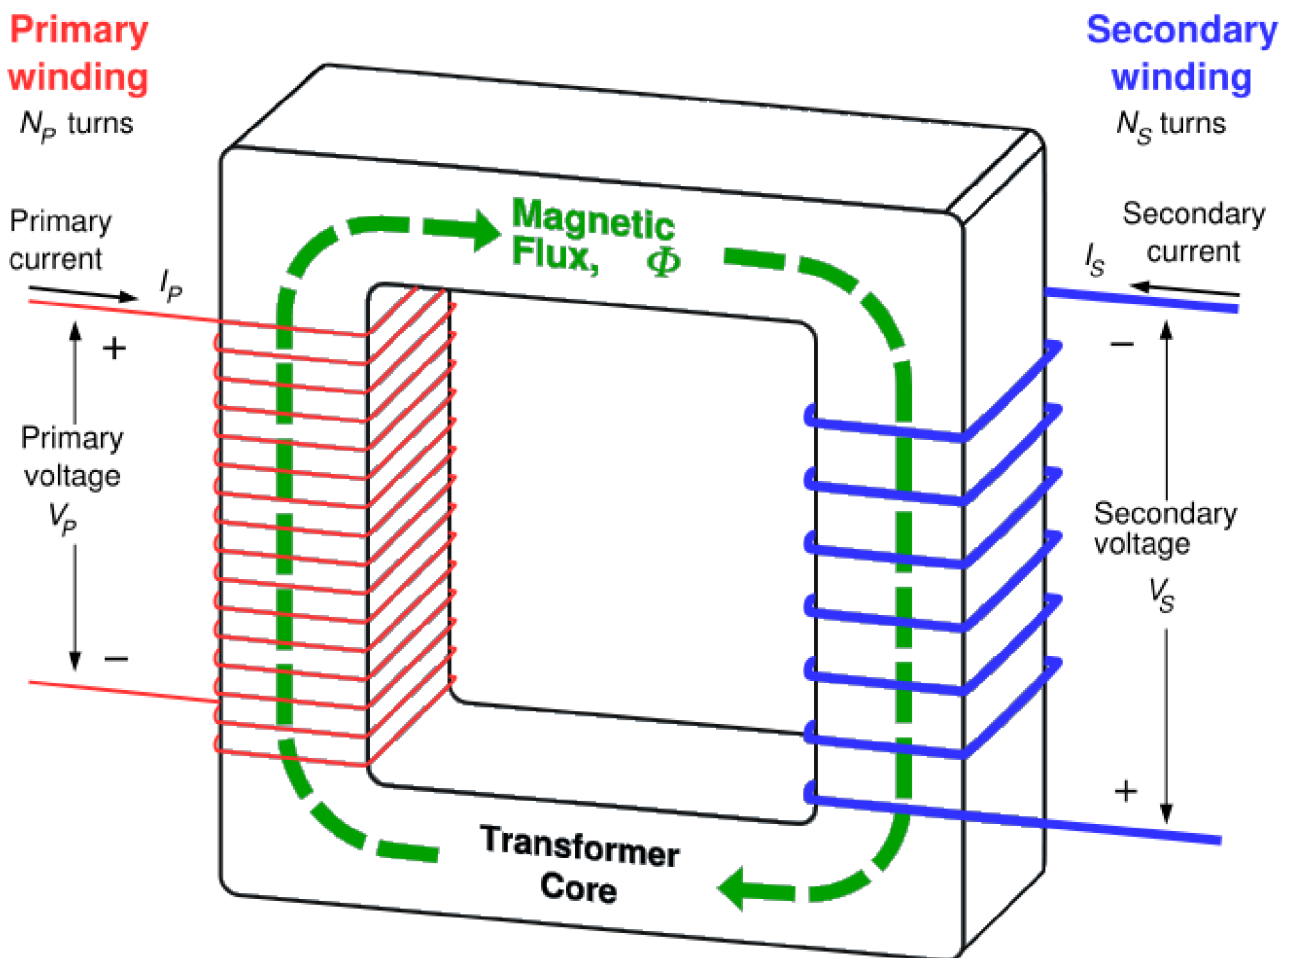 Primary
winding
N_P turns
Primary
current
I_P
+
Primary
voltage
V_P
−
Magnetic
Flux, Φ
Transformer
Core
Secondary
winding
N_S turns
Secondary
current
I_S
−
Secondary
voltage
V_S
+